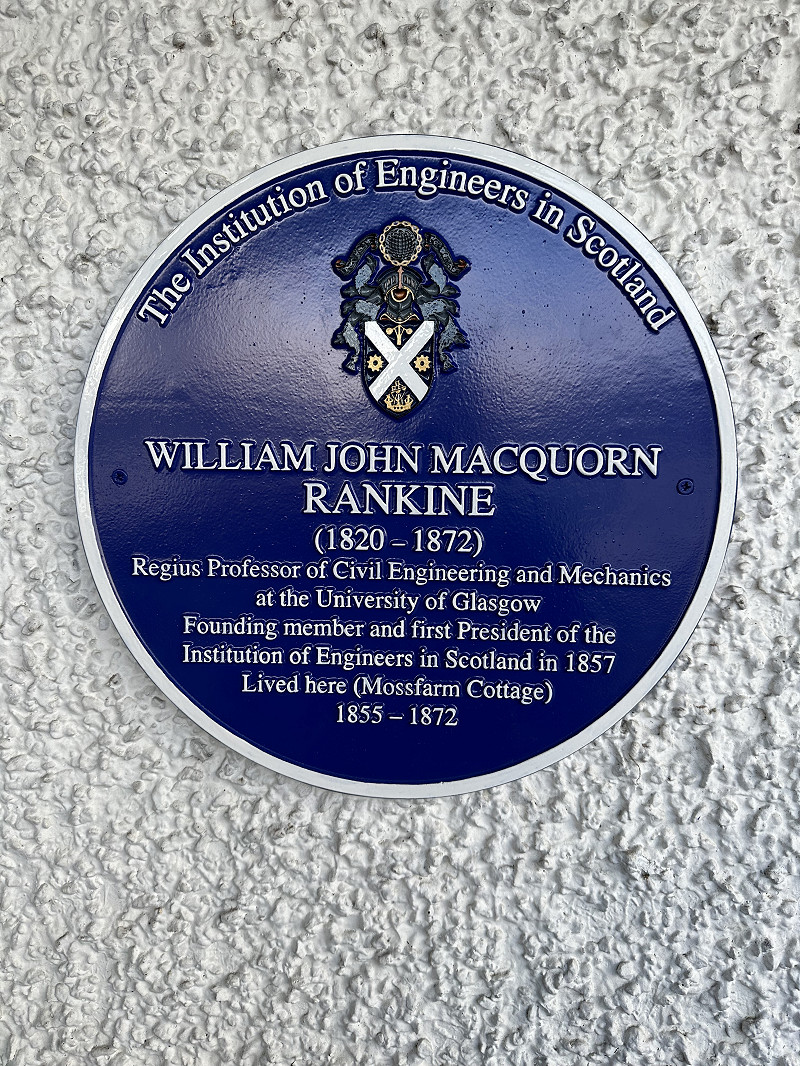 The Institution of Engineers in Scotland
WILLIAM JOHN MACQUORN
RANKINE
(1820 – 1872)
Regius Professor of Civil Engineering and Mechanics
at the University of Glasgow
Founding member and first President of the
Institution of Engineers in Scotland in 1857
Lived here (Mossfarm Cottage)
1855 – 1872